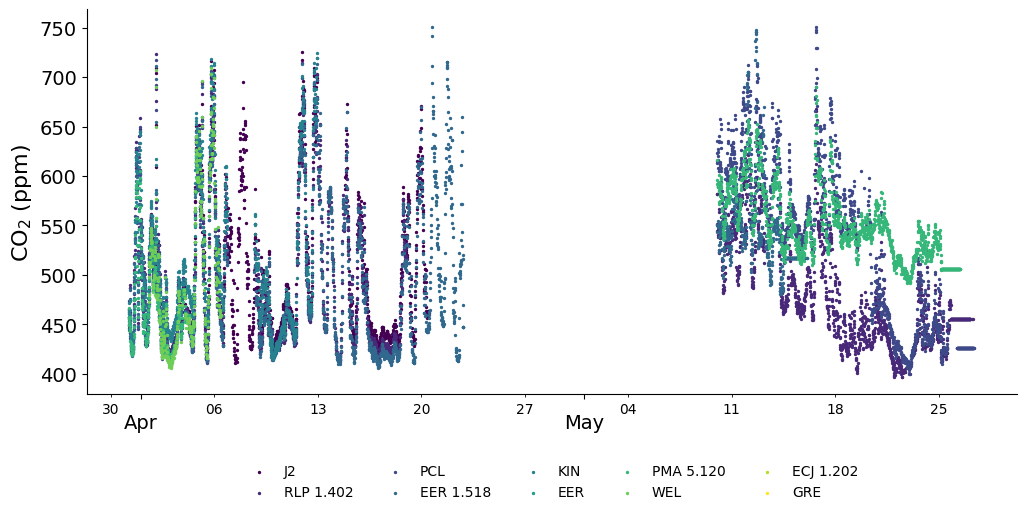 750
700
650
600
550
500
450
400
CO₂ (ppm)
30 06 13 20 27 04 11 18 25
Apr May
J2 PCL KIN PMA 5.120 ECJ 1.202
RLP 1.402 EER 1.518 EER WEL GRE